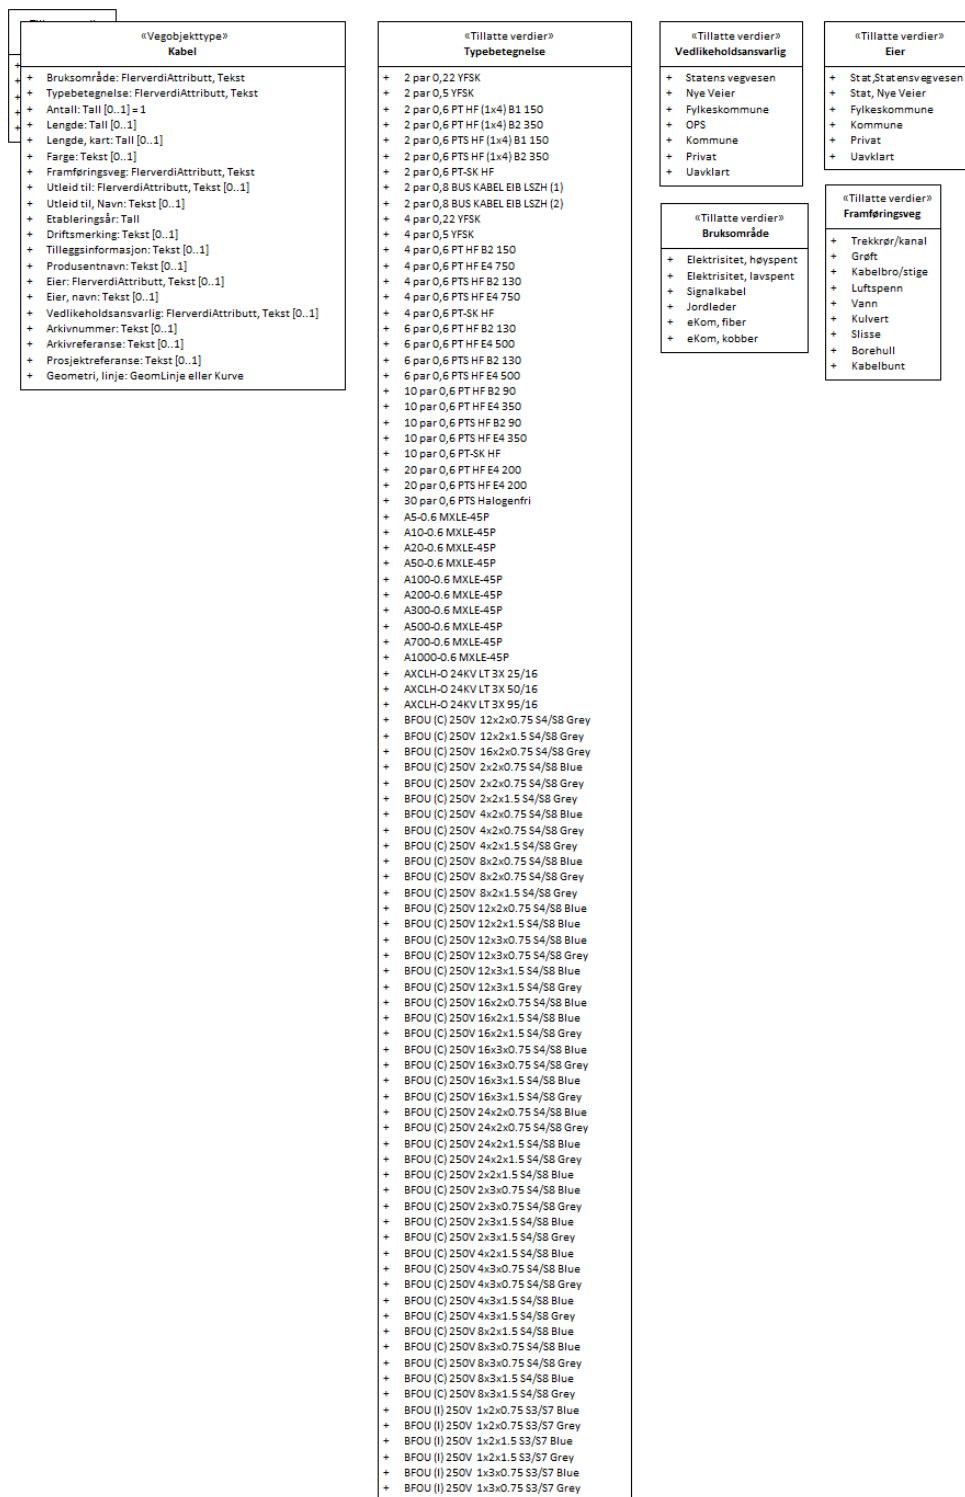 «Vegobjekttype»
Kabel
+ Bruksområde: FlerverdiAttributt, Tekst
+ Typebetegnelse: FlerverdiAttributt, Tekst
+ Antall: Tall [0..1] = 1
+ Lengde: Tall [0..1]
+ Lengde, kart: Tall [0..1]
+ Farge: Tekst [0..1]
+ Framføringsveg: FlerverdiAttributt, Tekst
+ Utleid til: FlerverdiAttributt, Tekst [0..1]
+ Utleid til, Navn: Tekst [0..1]
+ Etableringsår: Tall
+ Driftsmerking: Tekst [0..1]
+ Tilleggsinformasjon: Tekst [0..1]
+ Produsentnavn: Tekst [0..1]
+ Eier: FlerverdiAttributt, Tekst [0..1]
+ Eier, navn: Tekst [0..1]
+ Vedlikeholdsansvarlig: FlerverdiAttributt, Tekst [0..1]
+ Arkivnummer: Tekst [0..1]
+ Arkivreferanse: Tekst [0..1]
+ Prosjektreferanse: Tekst [0..1]
+ Geometri, linje: GeomLinje eller Kurve
«Tillatte verdier»
Typebetegnelse
+ 2 par 0,22 YFSK
+ 2 par 0,5 YFSK
+ 2 par 0,6 PT HF (1x4) B1 150
+ 2 par 0,6 PT HF (1x4) B2 350
+ 2 par 0,6 PTS HF (1x4) B1 150
+ 2 par 0,6 PTS HF (1x4) B2 350
+ 2 par 0,6 PT-SK HF
+ 2 par 0,8 BUS KABEL EIB LSZH (1)
+ 2 par 0,8 BUS KABEL EIB LSZH (2)
+ 4 par 0,22 YFSK
+ 4 par 0,5 YFSK
+ 4 par 0,6 PT HF B2 150
+ 4 par 0,6 PT HF E4 750
+ 4 par 0,6 PTS HF B2 130
+ 4 par 0,6 PTS HF E4 750
+ 4 par 0,6 PT-SK HF
+ 6 par 0,6 PT HF B2 130
+ 6 par 0,6 PT HF E4 500
+ 6 par 0,6 PTS HF B2 130
+ 6 par 0,6 PTS HF E4 500
+ 10 par 0,6 PT HF B2 90
+ 10 par 0,6 PT HF E4 350
+ 10 par 0,6 PTS HF B2 90
+ 10 par 0,6 PTS HF E4 350
+ 10 par 0,6 PT-SK HF
+ 20 par 0,6 PT HF E4 200
+ 20 par 0,6 PTS HF E4 200
+ 30 par 0,6 PTS Halogenfri
+ A5-0.6 MXLE-45P
+ A10-0.6 MXLE-45P
+ A20-0.6 MXLE-45P
+ A50-0.6 MXLE-45P
+ A100-0.6 MXLE-45P
+ A200-0.6 MXLE-45P
+ A300-0.6 MXLE-45P
+ A500-0.6 MXLE-45P
+ A700-0.6 MXLE-45P
+ A1000-0.6 MXLE-45P
+ AXCLH-O 24KV LT 3X 25/16
+ AXCLH-O 24KV LT 3X 50/16
+ AXCLH-O 24KV LT 3X 95/16
+ BFOU (C) 250V 12x2x0.75 S4/S8 Grey
+ BFOU (C) 250V 12x2x1.5 S4/S8 Grey
+ BFOU (C) 250V 16x2x0.75 S4/S8 Grey
+ BFOU (C) 250V 2x2x0.75 S4/S8 Blue
+ BFOU (C) 250V 2x2x0.75 S4/S8 Grey
+ BFOU (C) 250V 2x2x1.5 S4/S8 Grey
+ BFOU (C) 250V 4x2x0.75 S4/S8 Blue
+ BFOU (C) 250V 4x2x0.75 S4/S8 Grey
+ BFOU (C) 250V 4x2x1.5 S4/S8 Grey
+ BFOU (C) 250V 8x2x0.75 S4/S8 Blue
+ BFOU (C) 250V 8x2x0.75 S4/S8 Grey
+ BFOU (C) 250V 8x2x1.5 S4/S8 Grey
+ BFOU (C) 250V 12x2x0.75 S4/S8 Blue
+ BFOU (C) 250V 12x2x1.5 S4/S8 Blue
+ BFOU (C) 250V 12x3x0.75 S4/S8 Blue
+ BFOU (C) 250V 12x3x0.75 S4/S8 Grey
+ BFOU (C) 250V 12x3x1.5 S4/S8 Blue
+ BFOU (C) 250V 12x3x1.5 S4/S8 Grey
+ BFOU (C) 250V 16x2x0.75 S4/S8 Blue
+ BFOU (C) 250V 16x2x1.5 S4/S8 Blue
+ BFOU (C) 250V 16x2x1.5 S4/S8 Grey
+ BFOU (C) 250V 16x3x0.75 S4/S8 Blue
+ BFOU (C) 250V 16x3x0.75 S4/S8 Grey
+ BFOU (C) 250V 16x3x1.5 S4/S8 Blue
+ BFOU (C) 250V 16x3x1.5 S4/S8 Grey
+ BFOU (C) 250V 24x2x0.75 S4/S8 Blue
+ BFOU (C) 250V 24x2x0.75 S4/S8 Grey
+ BFOU (C) 250V 24x2x1.5 S4/S8 Blue
+ BFOU (C) 250V 24x2x1.5 S4/S8 Grey
+ BFOU (C) 250V 2x2x1.5 S4/S8 Blue
+ BFOU (C) 250V 2x3x0.75 S4/S8 Blue
+ BFOU (C) 250V 2x3x0.75 S4/S8 Grey
+ BFOU (C) 250V 2x3x1.5 S4/S8 Blue
+ BFOU (C) 250V 2x3x1.5 S4/S8 Grey
+ BFOU (C) 250V 4x2x1.5 S4/S8 Blue
+ BFOU (C) 250V 4x3x0.75 S4/S8 Blue
+ BFOU (C) 250V 4x3x0.75 S4/S8 Grey
+ BFOU (C) 250V 4x3x1.5 S4/S8 Blue
+ BFOU (C) 250V 4x3x1.5 S4/S8 Grey
+ BFOU (C) 250V 8x2x1.5 S4/S8 Blue
+ BFOU (C) 250V 8x3x0.75 S4/S8 Blue
+ BFOU (C) 250V 8x3x0.75 S4/S8 Grey
+ BFOU (C) 250V 8x3x1.5 S4/S8 Blue
+ BFOU (C) 250V 8x3x1.5 S4/S8 Grey
+ BFOU (I) 250V 1x2x0.75 S3/S7 Blue
+ BFOU (I) 250V 1x2x0.75 S3/S7 Grey
+ BFOU (I) 250V 1x2x1.5 S3/S7 Blue
+ BFOU (I) 250V 1x2x1.5 S3/S7 Grey
+ BFOU (I) 250V 1x3x0.75 S3/S7 Blue
+ BFOU (I) 250V 1x3x0.75 S3/S7 Grey
«Tillatte verdier»
Vedlikeholdsansvarlig
+ Statens vegvesen
+ Nye Veier
+ Fylkeskommune
+ OPS
+ Kommune
+ Privat
+ Uavklart
«Tillatte verdier»
Eier
+ Stat,Statensvegvesen
+ Stat, Nye Veier
+ Fylkeskommune
+ Kommune
+ Privat
+ Uavklart
«Tillatte verdier»
Bruksområde
+ Elektrisitet, høyspent
+ Elektrisitet, lavspent
+ Signalkabel
+ Jordleder
+ eKom, fiber
+ eKom, kobber
«Tillatte verdier»
Framføringsveg
+ Trekkrør/kanal
+ Grøft
+ Kabelbro/stige
+ Luftspenn
+ Vann
+ Kulvert
+ Slisse
+ Borehull
+ Kabelbunt